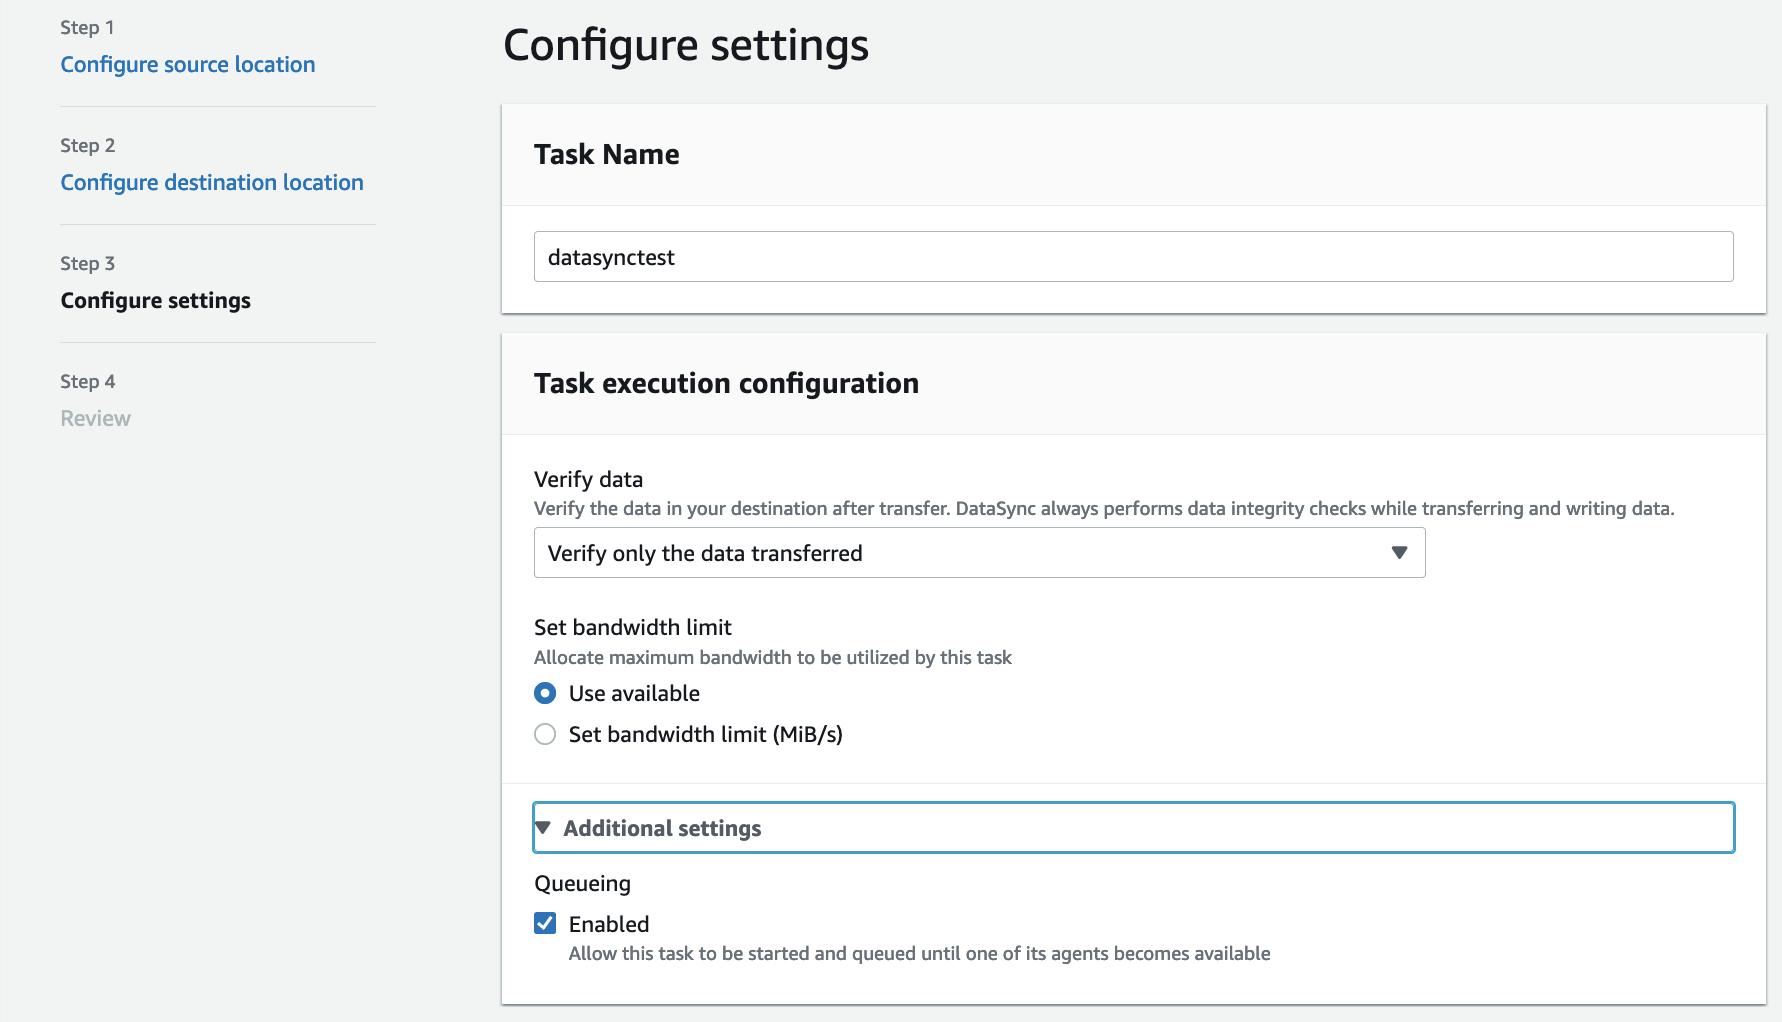 Step 1
Configure source location
Step 2
Configure destination location
Step 3
Configure settings
Step 4
Review
Configure settings
Task Name
datasynctest
Task execution configuration
Verify data
Verify the data in your destination after transfer. DataSync always performs data integrity checks while transferring and writing data.
Verify only the data transferred
Set bandwidth limit
Allocate maximum bandwidth to be utilized by this task
Use available
Set bandwidth limit (MiB/s)
Additional settings
Queueing
Enabled
Allow this task to be started and queued until one of its agents becomes available